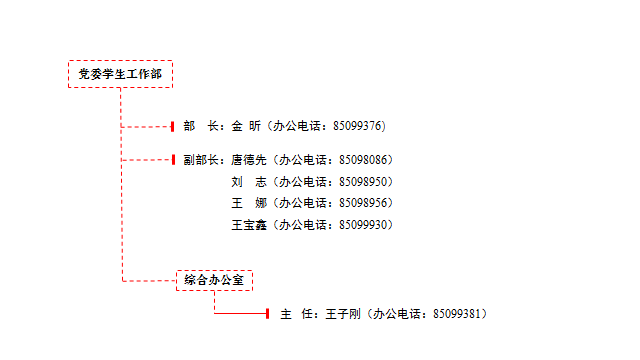 党委学生工作部
部　长：金 昕（办公电话：85099376)
副部长：唐德先（办公电话：85098086）
刘　志（办公电话：85098950）
王　娜（办公电话：85098956）
王宝鑫（办公电话：85099930）
综合办公室
主　任：王子刚（办公电话：85099381）